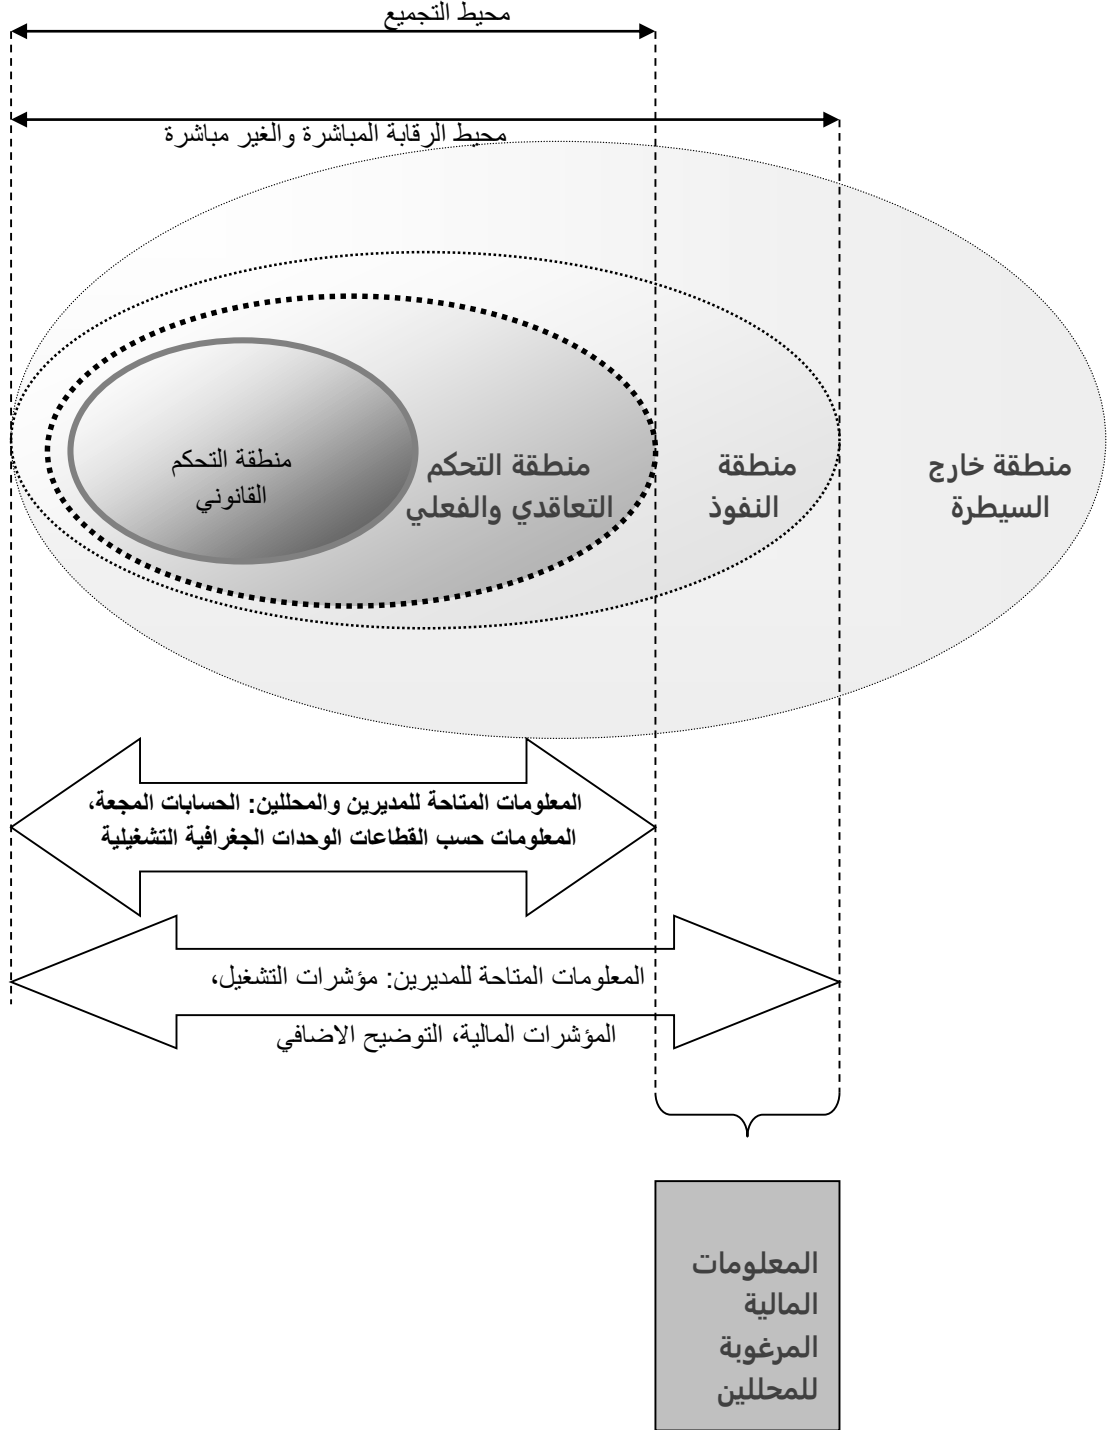 محيط التجميع
محيط الرقابة المباشرة والغير مباشرة
منطقة خارج
السيطرة
منطقة
النفوذ
منطقة التحكم
التعاقدي والفعلي
منطقة التحكم
القانوني
المعلومات المتاحة للمديرين والمحللين: الحسابات المجعة،
المعلومات حسب القطاعات الوحدات الجغرافية التشغيلية
المعلومات المتاحة للمديرين: مؤشرات التشغيل،
المؤشرات المالية، التوضيح الاضافي
المعلومات
المالية
المرغوبة
للمحللين